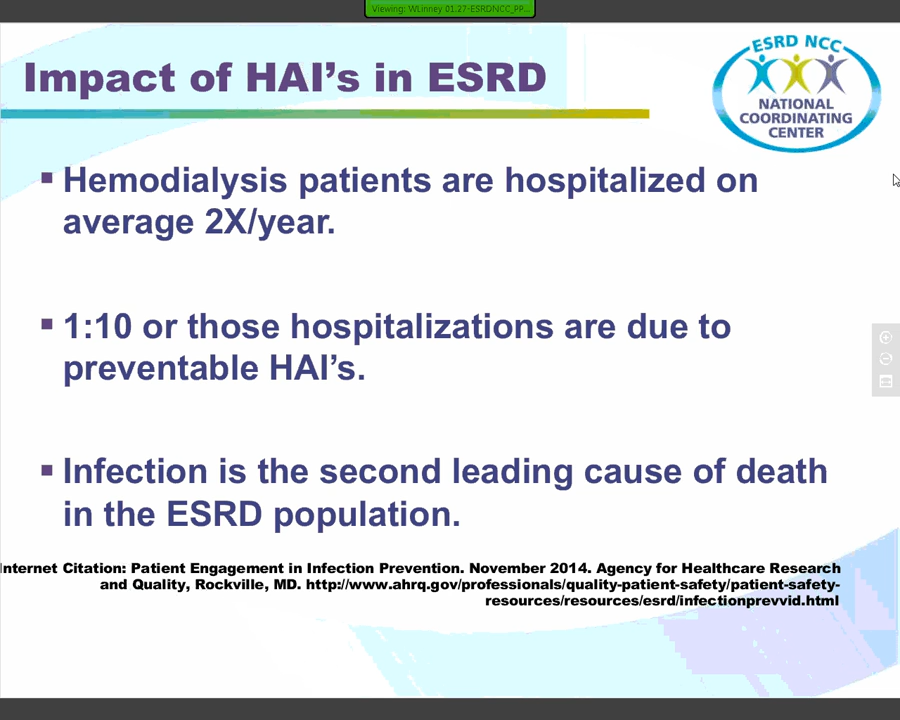 Viewing: WLinney 01.27-ESRDNCC_PP...
Impact of HAI's in ESRD
ESRD NCC
NATIONAL
COORDINATING
CENTER
▪ Hemodialysis patients are hospitalized on
average 2X/year.
▪ 1:10 or those hospitalizations are due to
preventable HAI's.
▪ Infection is the second leading cause of death
in the ESRD population.
Internet Citation: Patient Engagement in Infection Prevention. November 2014. Agency for Healthcare Research
and Quality, Rockville, MD. http://www.ahrq.gov/professionals/quality-patient-safety/patient-safety-
resources/resources/esrd/infectionprevvid.html